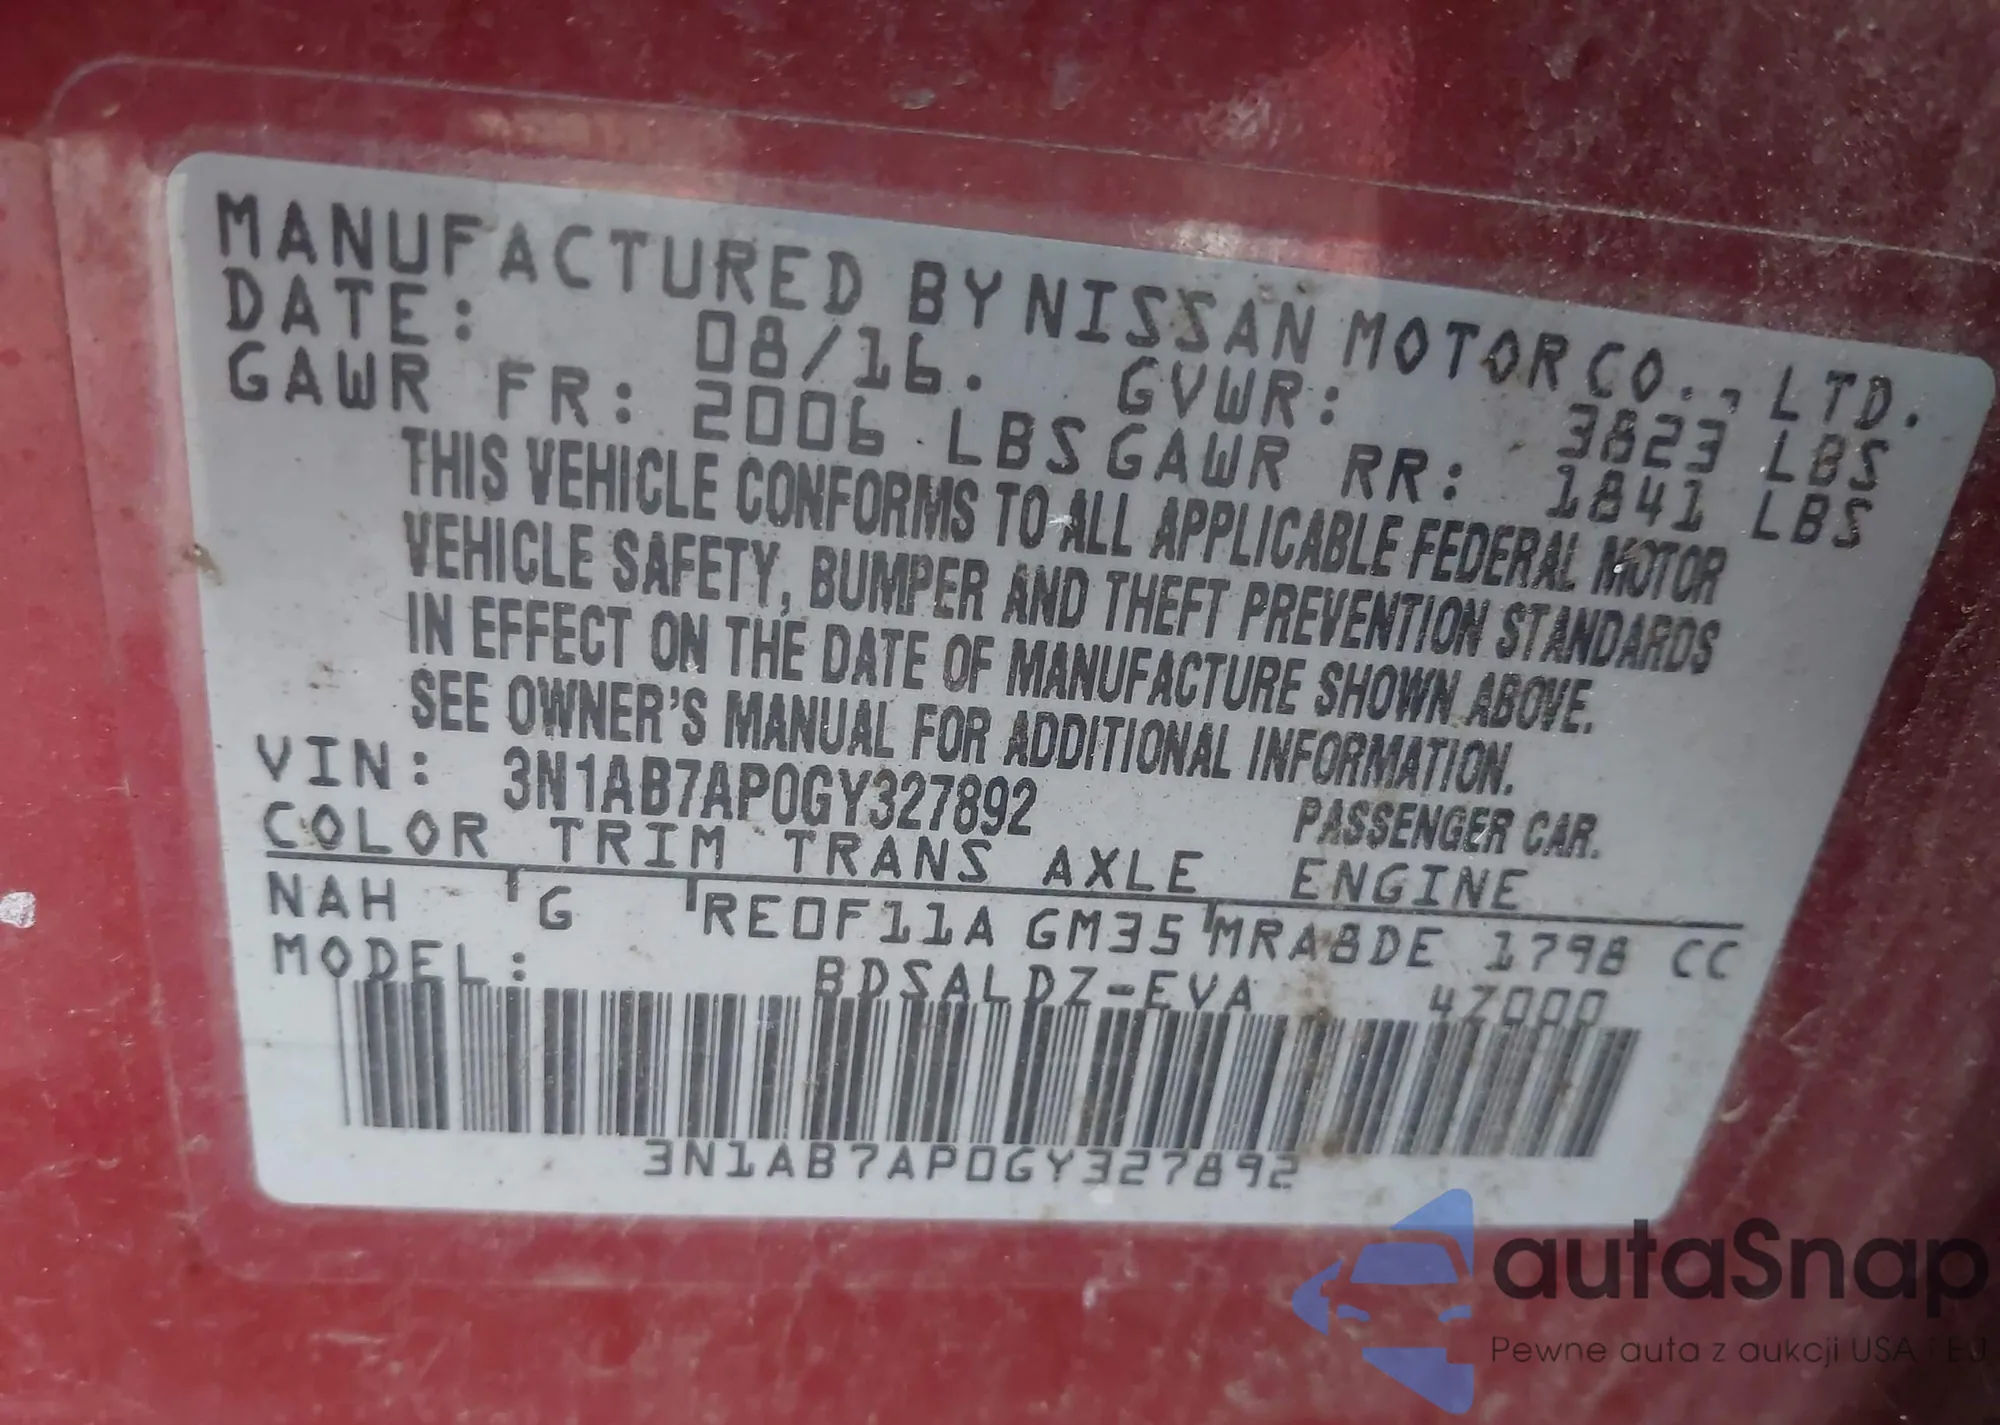 MANUFACTURED BY NISSAN MOTOR CO., LTD.
DATE: 08/16. GVWR: 3823 LBS
GAWR FR: 2006 LBS GAWR RR: 1841 LBS
THIS VEHICLE CONFORMS TO ALL APPLICABLE FEDERAL MOTOR
VEHICLE SAFETY, BUMPER AND THEFT PREVENTION STANDARDS
IN EFFECT ON THE DATE OF MANUFACTURE SHOWN ABOVE.
SEE OWNER'S MANUAL FOR ADDITIONAL INFORMATION.
VIN: 3N1AB7AP0GY327892 PASSENGER CAR.
COLOR TRIM TRANS AXLE ENGINE
NAH G RE0F11A GM35 MRA8DE 1798 CC
MODEL: BDSALDZ-EVA 4Z000
3N1AB7AP0GY327892
autaSnap
Pewne auta z aukcji USA i EU